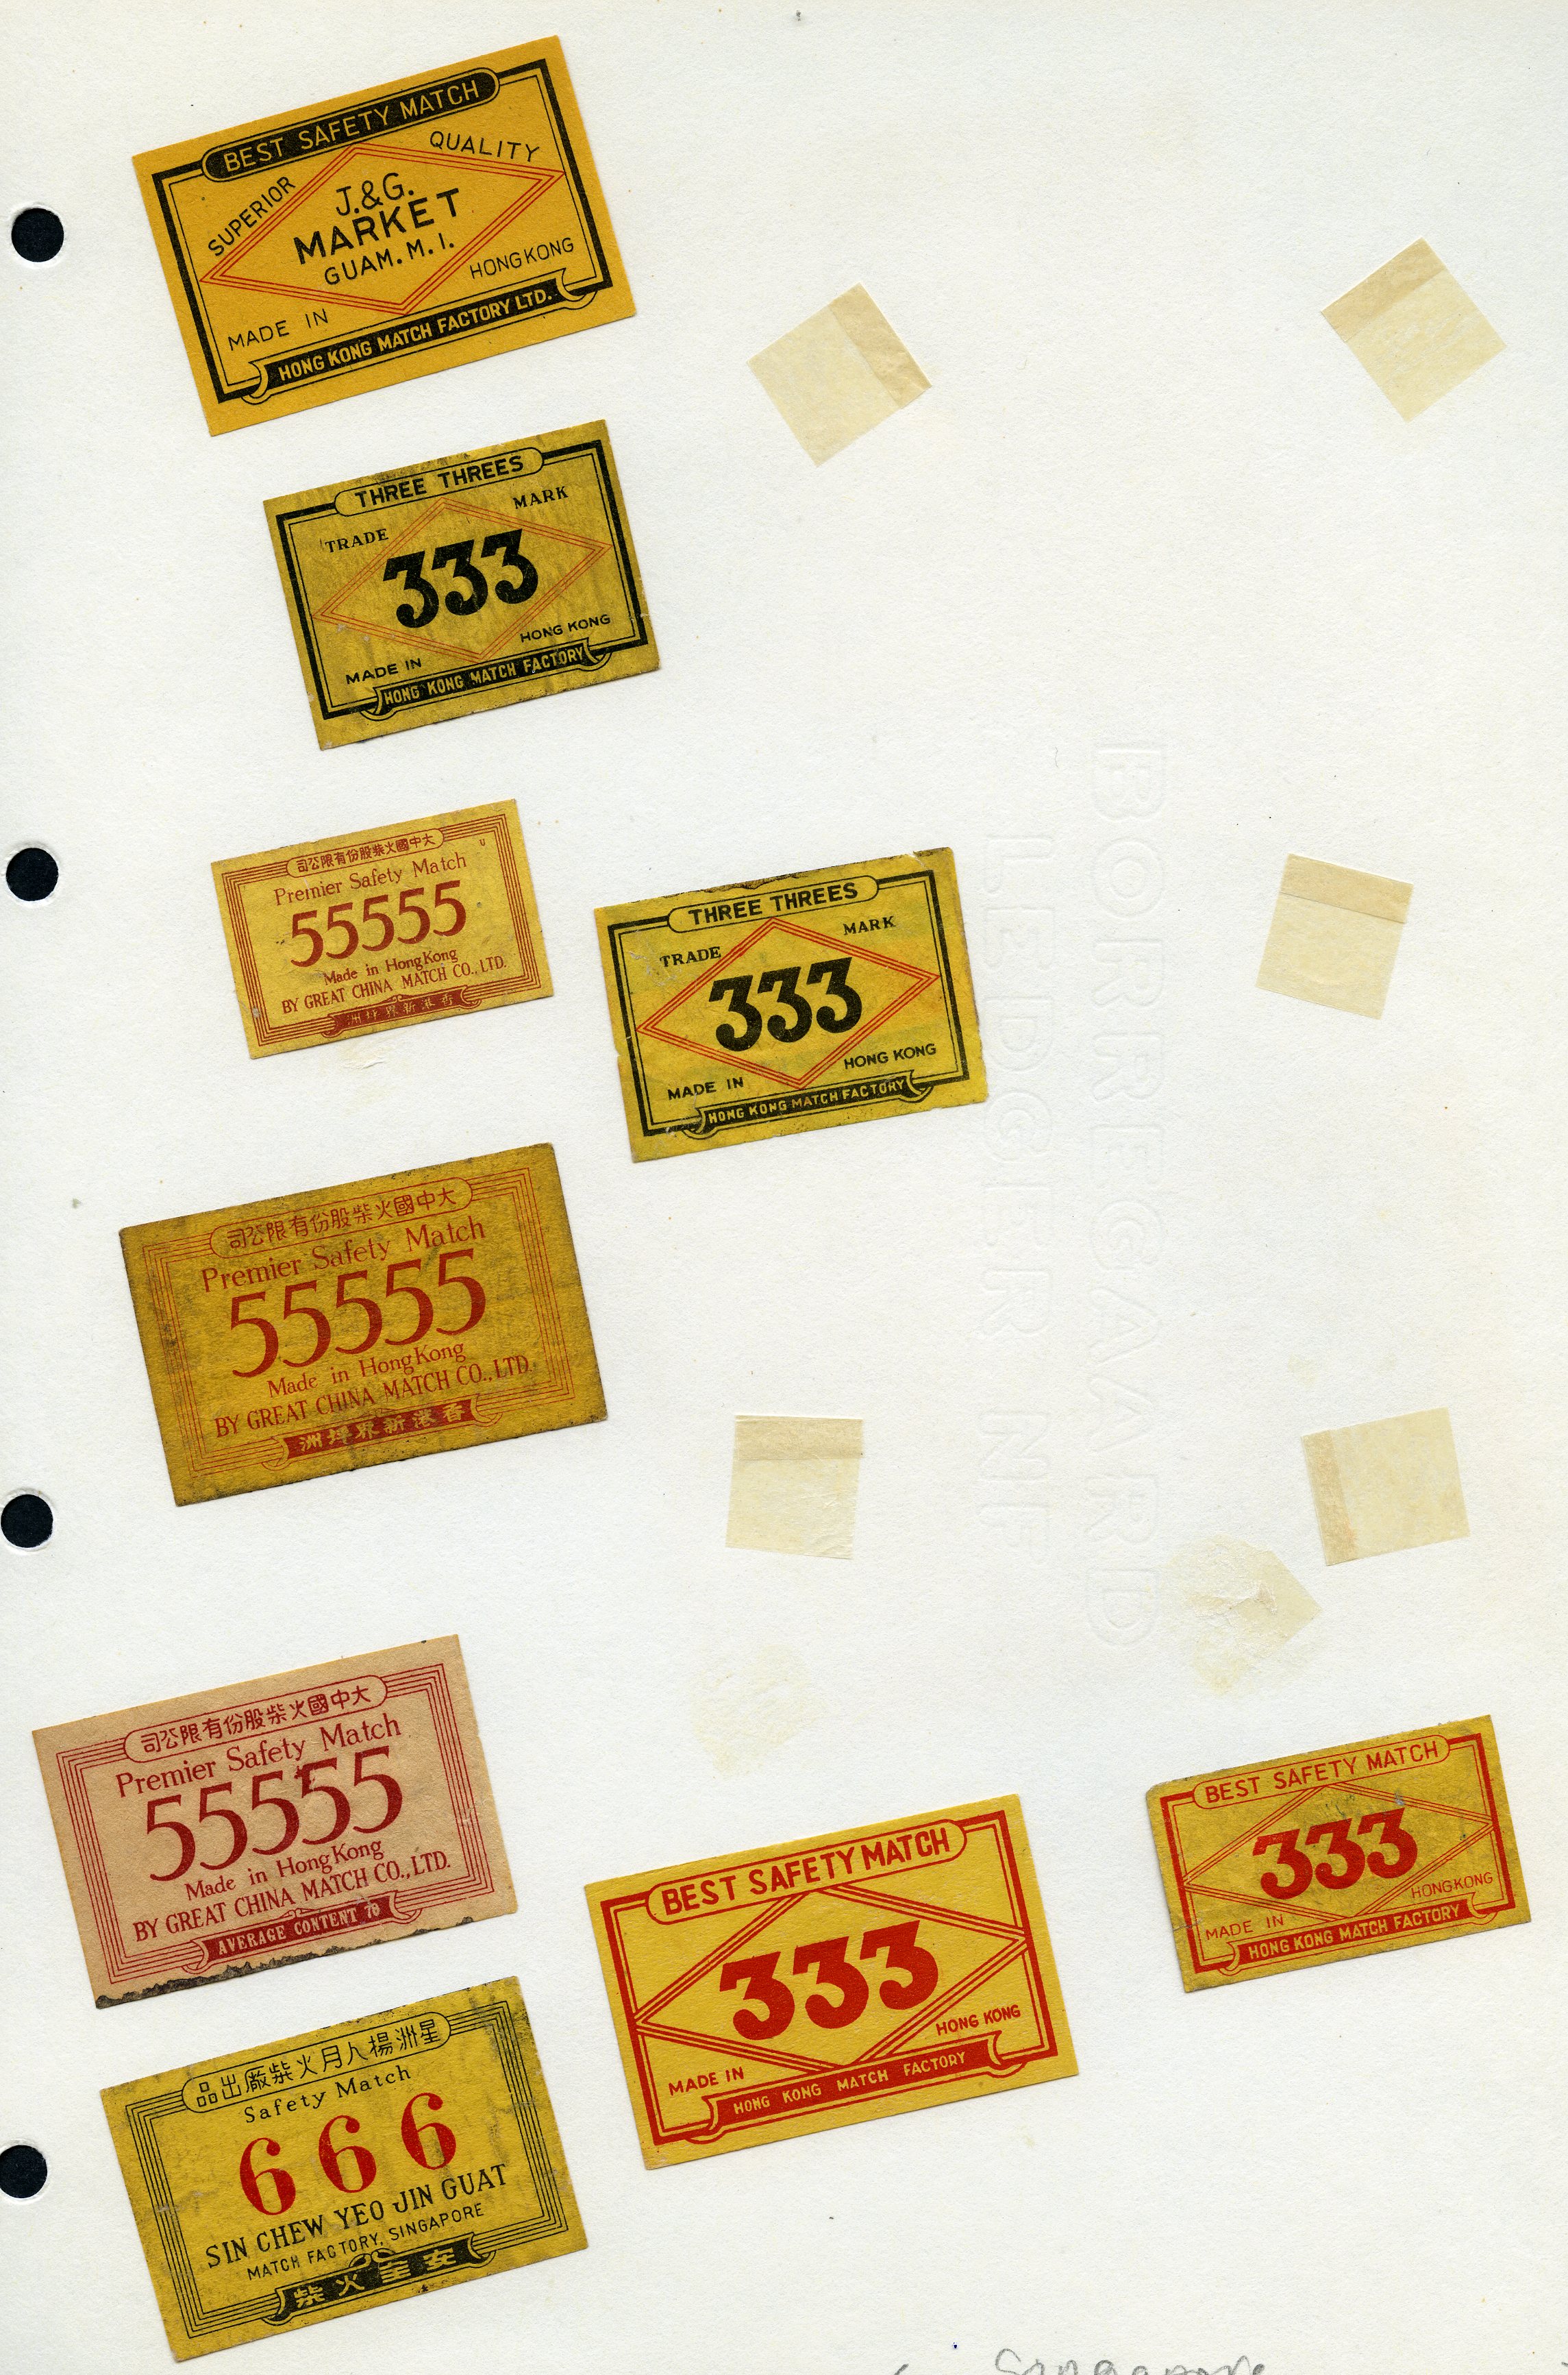 BEST SAFETY MATCH
SUPERIOR QUALITY
J.&G.
MARKET
GUAM. M. I.
MADE IN HONG KONG
HONG KONG MATCH FACTORY LTD.
THREE THREES
TRADE MARK
333
MADE IN HONG KONG
HONG KONG MATCH FACTORY
司公限有份股柴火國中大
Premier Safety Match
55555
Made in Hong Kong
BY GREAT CHINA MATCH CO., LTD.
洲坪界新港香
THREE THREES
TRADE MARK
333
MADE IN HONG KONG
HONG KONG MATCH FACTORY
司公限有份股柴火國中大
Premier Safety Match
55555
Made in Hong Kong
BY GREAT CHINA MATCH CO., LTD.
洲坪界新港香
司公限有份股柴火國中大
Premier Safety Match
55555
Made in Hong Kong
BY GREAT CHINA MATCH CO., LTD.
AVERAGE CONTENT 70
BEST SAFETY MATCH
333
MADE IN HONG KONG
HONG KONG MATCH FACTORY
BEST SAFETY MATCH
333
MADE IN HONG KONG
HONG KONG MATCH FACTORY
品出廠柴火月人楊洲星
Safety Match
666
SIN CHEW YEO JIN GUAT
MATCH FACTORY, SINGAPORE
柴火全安
BOORREGAARD
LEDGER MF
Singapore